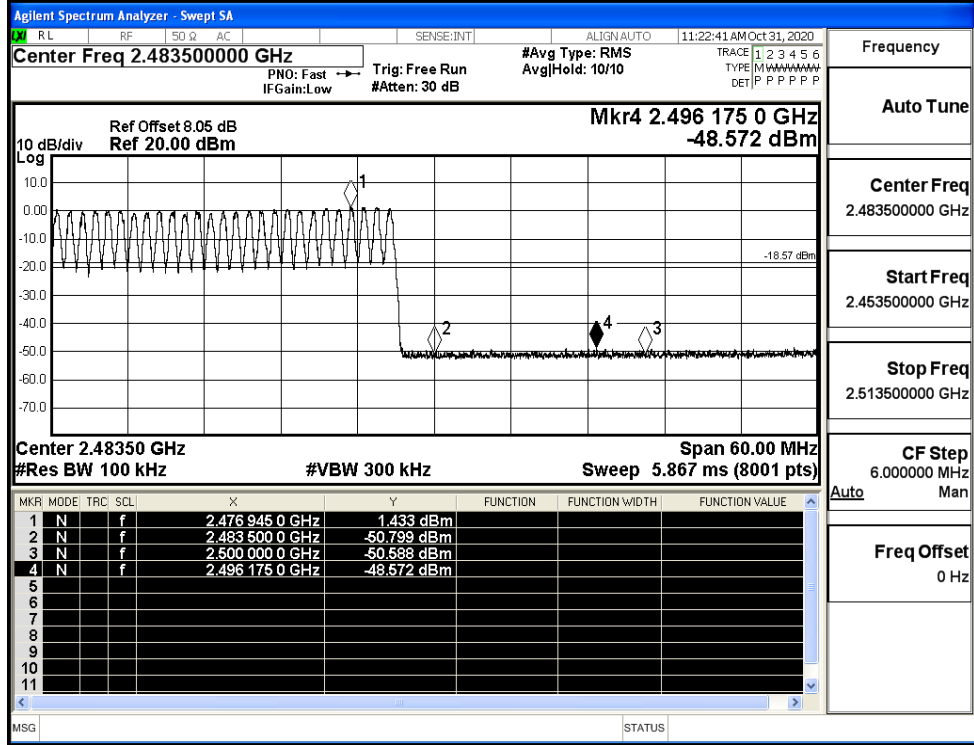 Agilent Spectrum Analyzer - Swept SA
LXI RL RF 50 Ω AC SENSE:INT ALIGNAUTO 11:22:41 AM Oct 31, 2020
Center Freq 2.483500000 GHz
PNO: Fast
IFGain:Low
Trig: Free Run
#Atten: 30 dB
#Avg Type: RMS
Avg|Hold: 10/10
TRACE 1 2 3 4 5 6
TYPE M WWWWW
DET P P P P P P
Frequency
Auto Tune
Center Freq
2.483500000 GHz
Start Freq
2.453500000 GHz
Stop Freq
2.513500000 GHz
CF Step
6.000000 MHz
Auto Man
Freq Offset
0 Hz
Mkr4 2.496 175 0 GHz
-48.572 dBm
Ref Offset 8.05 dB
10 dB/div Ref 20.00 dBm
Log
10.0
0.00
-10.0
-20.0
-30.0
-40.0
-50.0
-60.0
-70.0
1
-18.57 dBm
2
4
3
Center 2.48350 GHz Span 60.00 MHz
#Res BW 100 kHz #VBW 300 kHz Sweep 5.867 ms (8001 pts)
MKR MODE TRC SCL X Y FUNCTION FUNCTION WIDTH FUNCTION VALUE
1 N f 2.476 945 0 GHz 1.433 dBm
2 N f 2.483 500 0 GHz -50.799 dBm
3 N f 2.500 000 0 GHz -50.588 dBm
4 N f 2.496 175 0 GHz -48.572 dBm
5
6
7
8
9
10
11
MSG STATUS